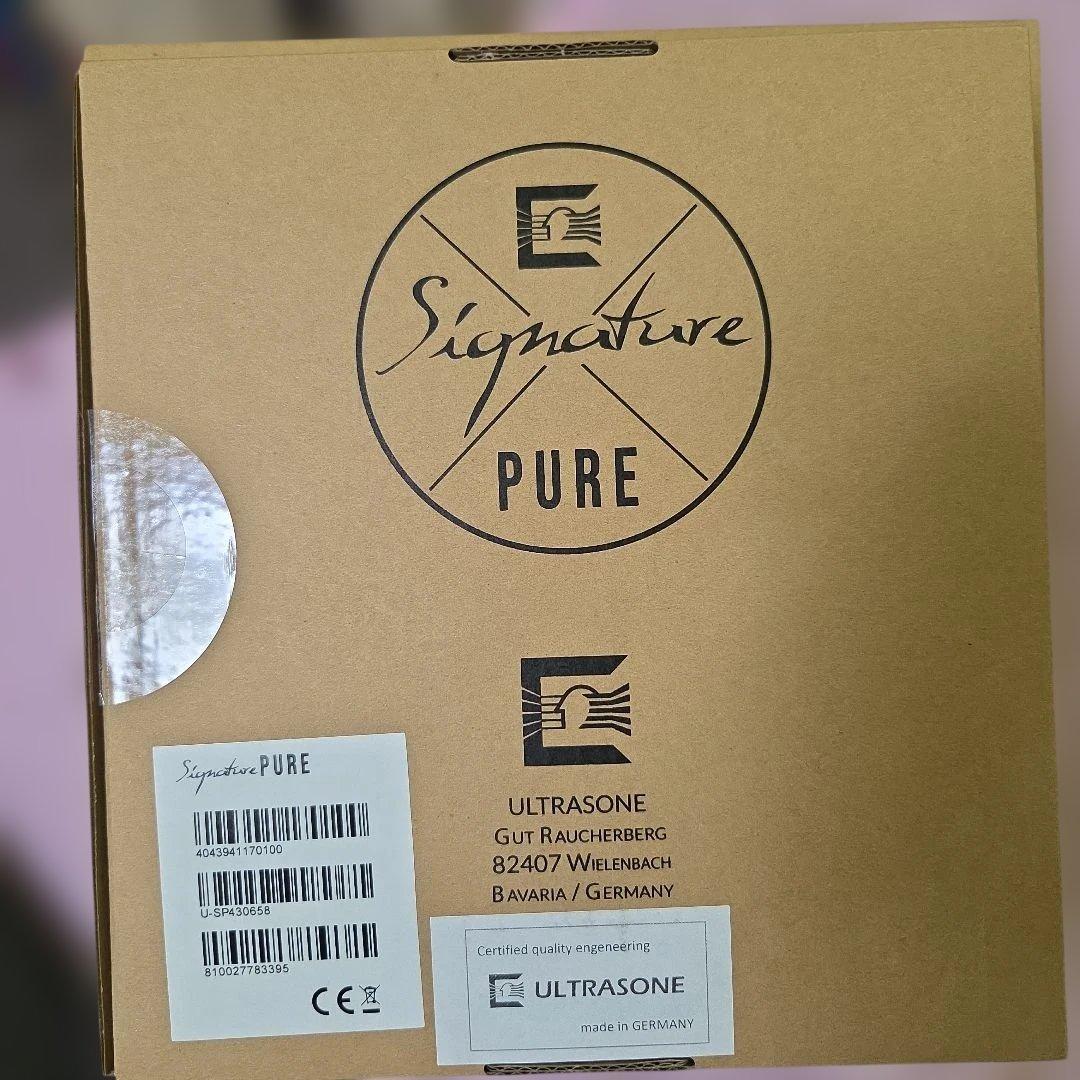 Signature
PURE
ULTRASONE
GUT RAUCHERBERG
82407 WIELENBACH
BAVARIA / GERMANY
Signature PURE
4043941170100
U-SP430658
810027783395
CE
Certified quality engeneering
ULTRASONE
made in GERMANY